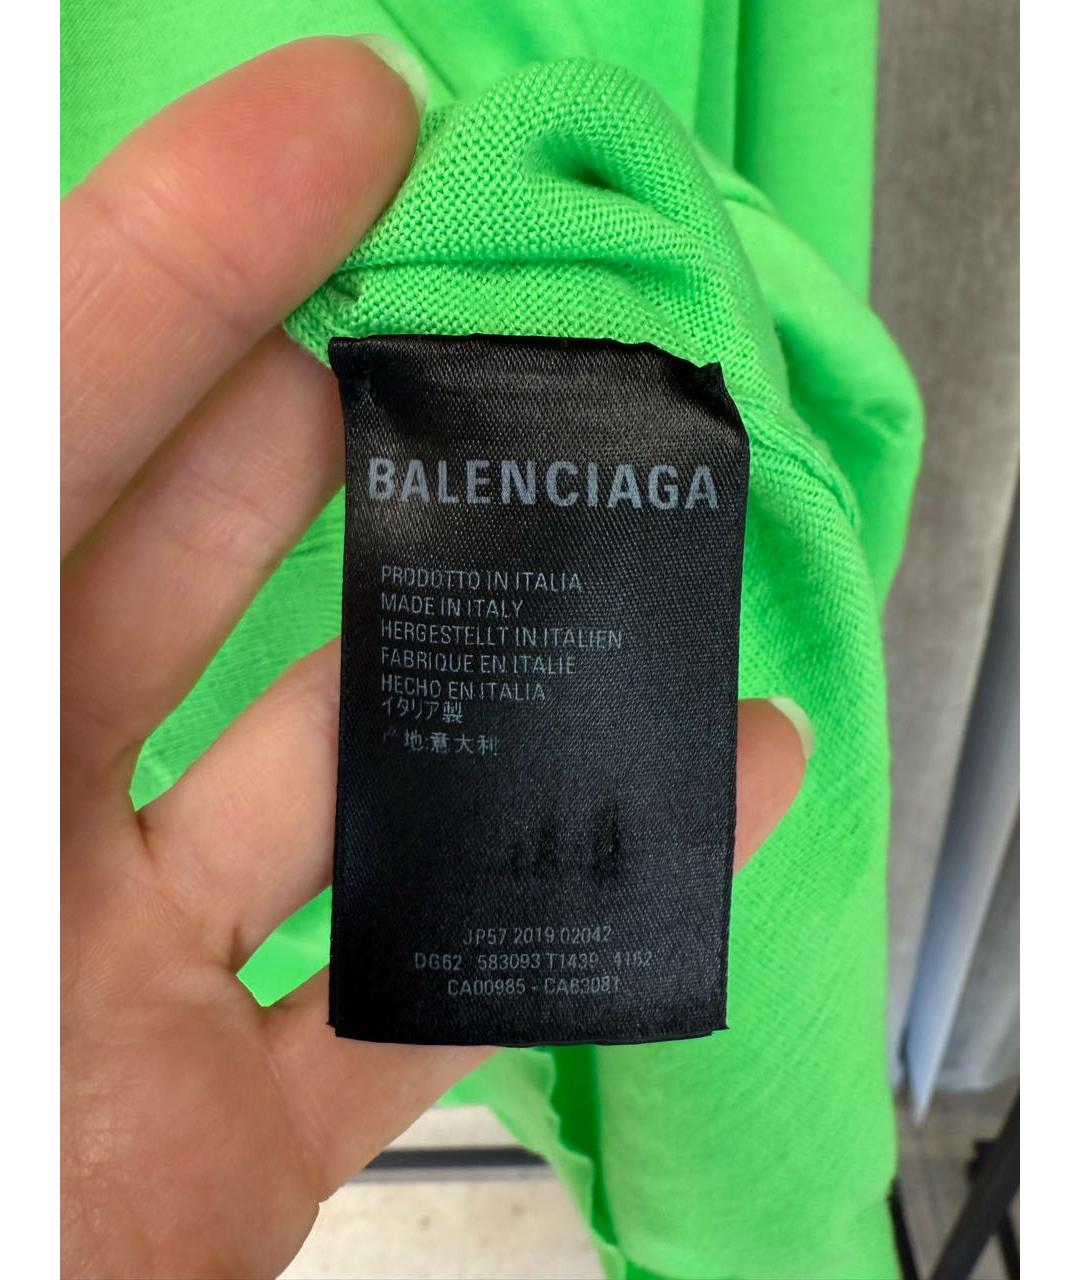 BALENCIAGA
PRODOTTO IN ITALIA
MADE IN ITALY
HERGESTELLT IN ITALIEN
FABRIQUE EN ITALIE
HECHO EN ITALIA
イタリア製
产地:意大利
JP57 2019 02042
DG62 583093 T1439 4162
CA00985 - CA63081